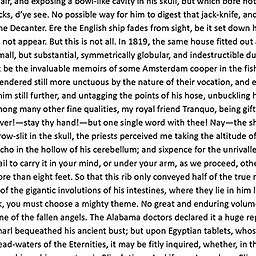 air, and exposing a bowl-like cavity in his skull, but which bore not
cks, d'ye see. No possible way for him to digest that jack-knife, and
he Decanter. Ere the English ship fades from sight, be it set down h
not appear. But this is not all. In 1819, the same house fitted out a
mall, but substantial, symmetrically globular, and indestructible du
be the invaluable memoirs of some Amsterdam cooper in the fish
endered still more unctuous by the nature of their vocation, and e
him still further, and untagging the points of his hose, unbuckling h
mong many other fine qualities, my royal friend Tranquo, being gift
ver!—stay thy hand!—but one single word with thee! Nay—the sh
row-slit in the skull, the priests perceived me taking the altitude of
cho in the hollow of his cerebellum; and sixpence for the unrivalle
ail to carry it in your mind, or under your arm, as we proceed, othe
ore than eight feet. So that this rib only conveyed half of the true n
of the gigantic involutions of his intestines, where they lie in him l
k, you must choose a mighty theme. No great and enduring volum
ne of the fallen angels. The Alabama doctors declared it a huge rep
harl bequeathed his ancient bust; but upon Egyptian tablets, whos
ead-waters of the Eternities, it may be fitly inquired, whether, in th